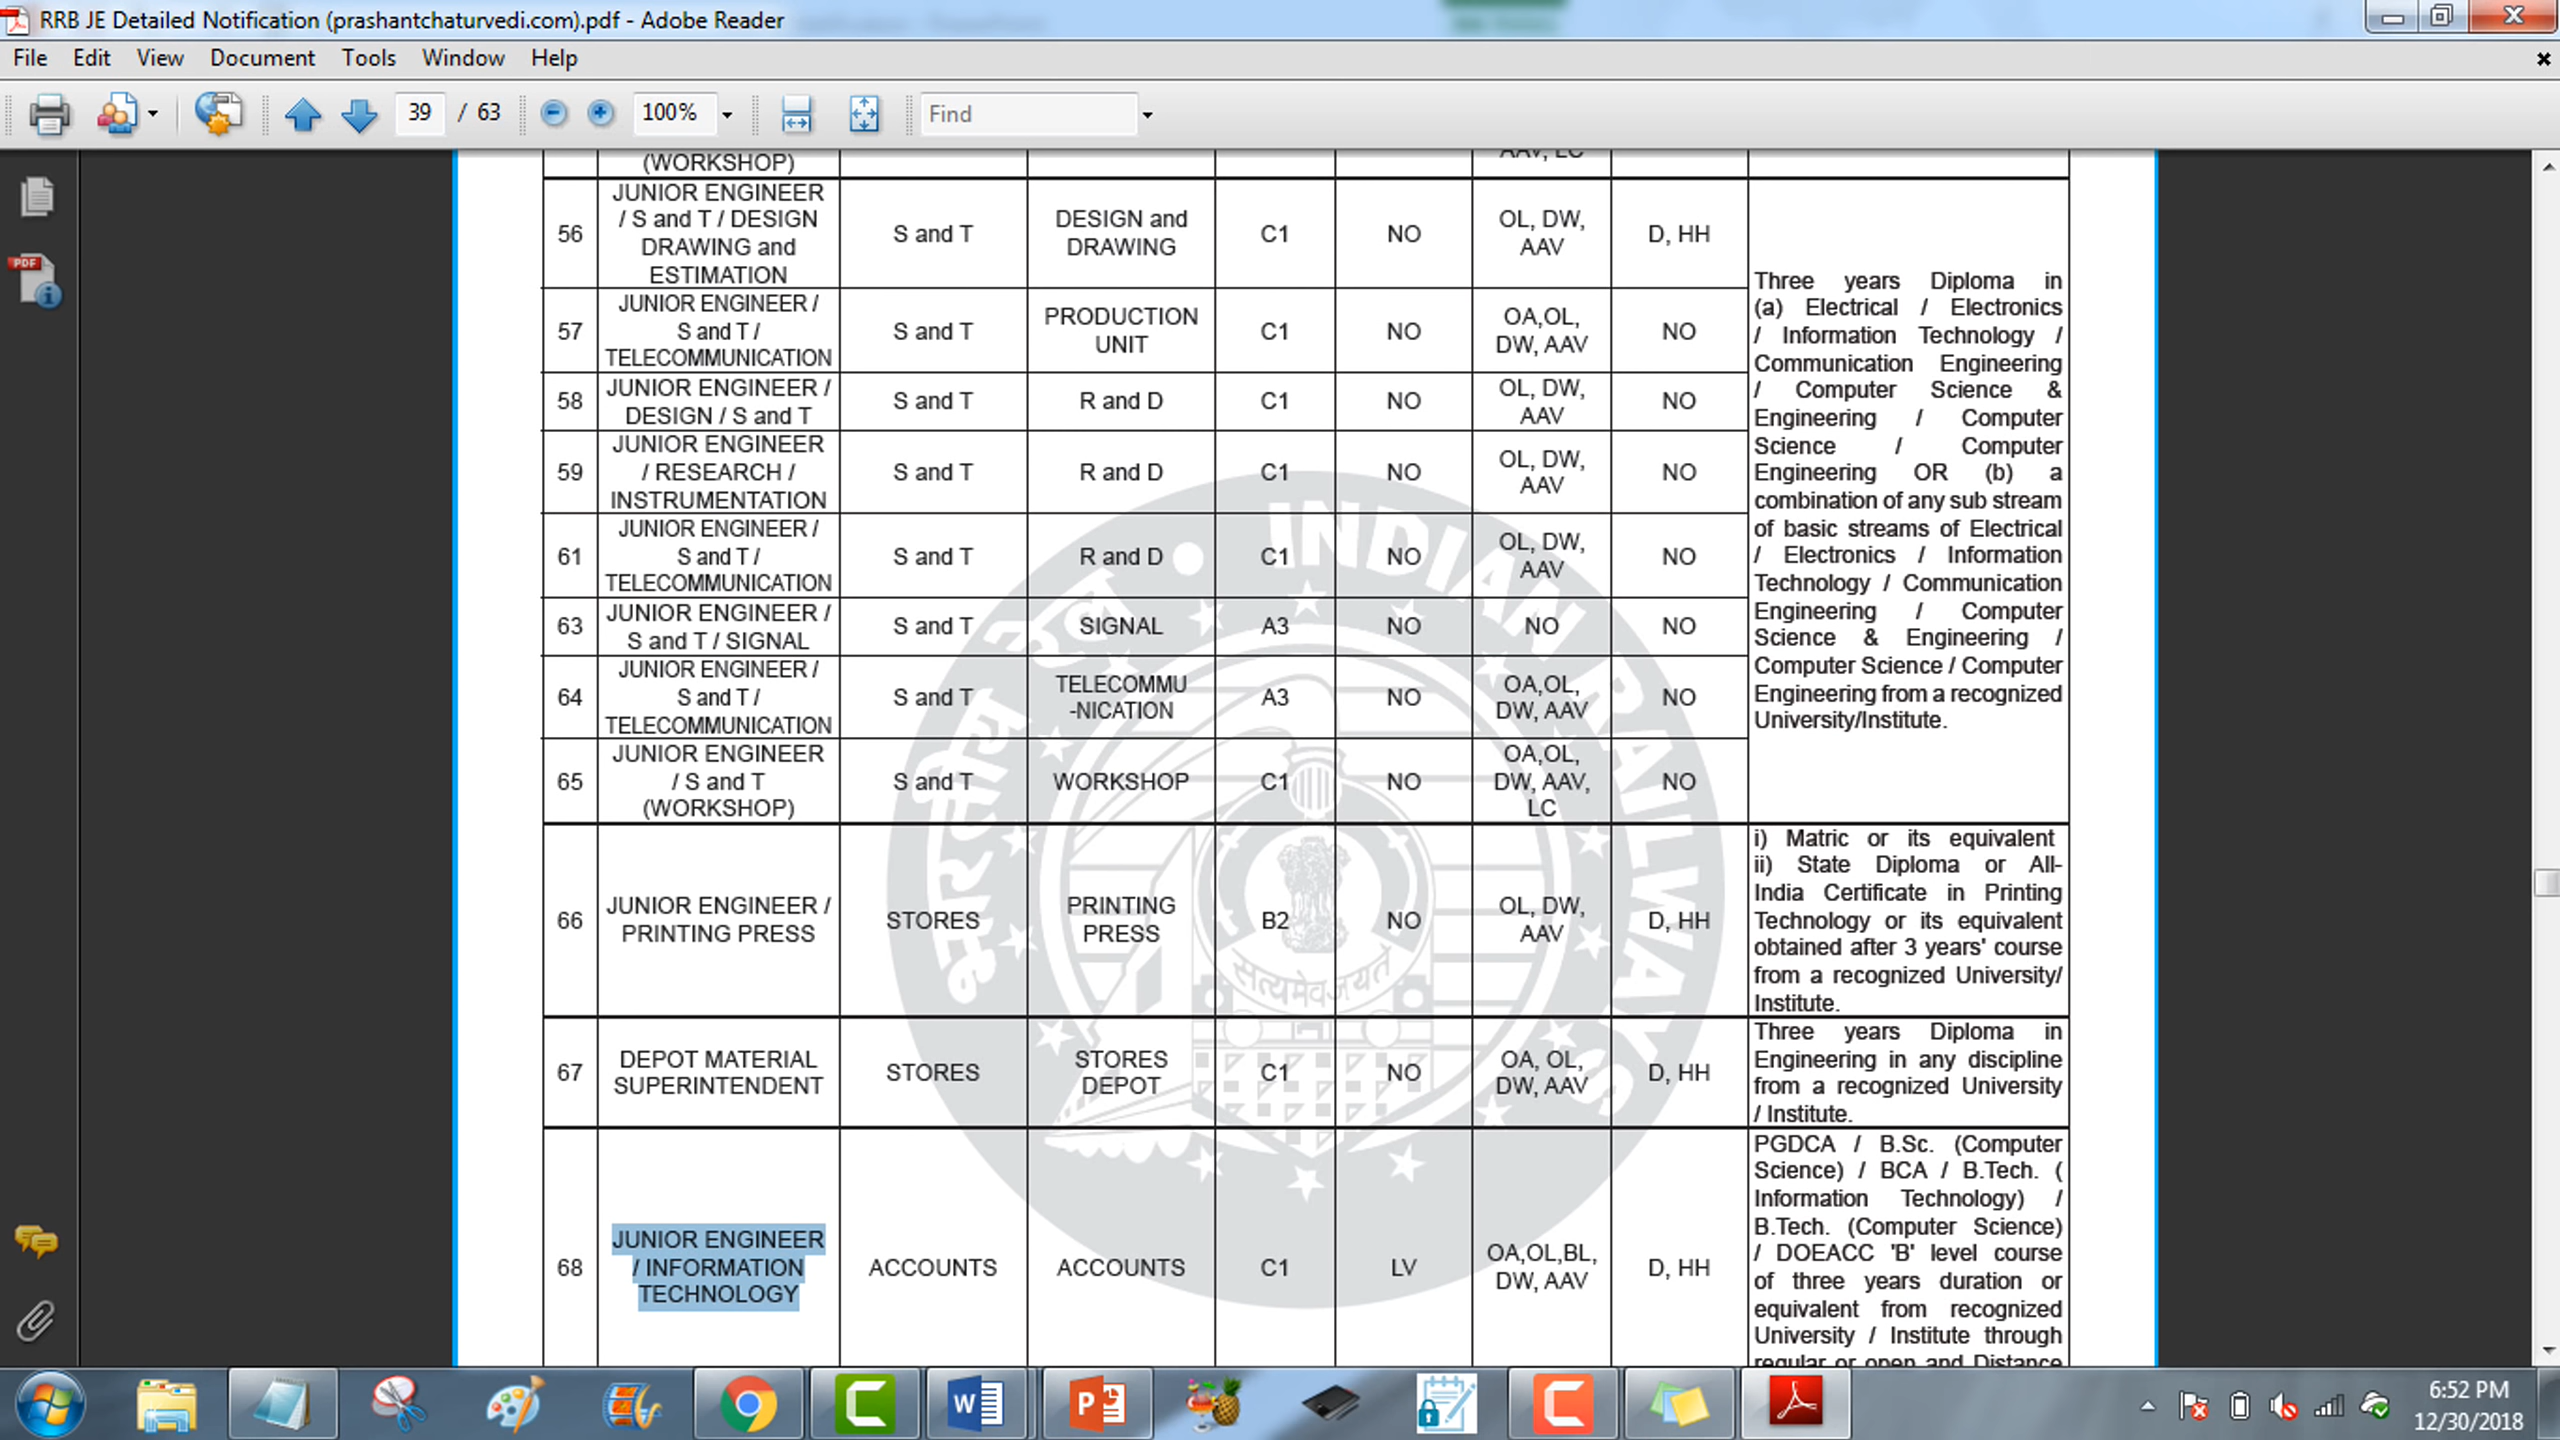 RRB JE Detailed Notification (prashantchaturvedi.com).pdf - Adobe Reader
File Edit View Document Tools Window Help
39 / 63 100% Find
(WORKSHOP) AAV, LC
56
JUNIOR ENGINEER
/ S and T / DESIGN
DRAWING and
ESTIMATION
S and T
DESIGN and
DRAWING
C1
NO
OL, DW,
AAV
D, HH
57
JUNIOR ENGINEER /
S and T /
TELECOMMUNICATION
S and T
PRODUCTION
UNIT
C1
NO
OA,OL,
DW, AAV
NO
58
JUNIOR ENGINEER /
DESIGN / S and T
S and T
R and D
C1
NO
OL, DW,
AAV
NO
59
JUNIOR ENGINEER
/ RESEARCH /
INSTRUMENTATION
S and T
R and D
C1
NO
OL, DW,
AAV
NO
61
JUNIOR ENGINEER /
S and T /
TELECOMMUNICATION
S and T
R and D
C1
NO
OL, DW,
AAV
NO
63
JUNIOR ENGINEER /
S and T / SIGNAL
S and T
SIGNAL
A3
NO
NO
NO
64
JUNIOR ENGINEER /
S and T /
TELECOMMUNICATION
S and T
TELECOMMU
-NICATION
A3
NO
OA,OL,
DW, AAV
NO
65
JUNIOR ENGINEER
/ S and T
(WORKSHOP)
S and T
WORKSHOP
C1
NO
OA,OL,
DW, AAV,
LC
NO
Three years Diploma in
(a) Electrical / Electronics
/ Information Technology /
Communication Engineering
/ Computer Science &
Engineering / Computer
Science / Computer
Engineering OR (b) a
combination of any sub stream
of basic streams of Electrical
/ Electronics / Information
Technology / Communication
Engineering / Computer
Science & Engineering /
Computer Science / Computer
Engineering from a recognized
University/Institute.
66
JUNIOR ENGINEER /
PRINTING PRESS
STORES
PRINTING
PRESS
B2
NO
OL, DW,
AAV
D, HH
i) Matric or its equivalent
ii) State Diploma or All-
India Certificate in Printing
Technology or its equivalent
obtained after 3 years' course
from a recognized University/
Institute.
67
DEPOT MATERIAL
SUPERINTENDENT
STORES
STORES
DEPOT
C1
NO
OA, OL,
DW, AAV
D, HH
Three years Diploma in
Engineering in any discipline
from a recognized University
/ Institute.
68
JUNIOR ENGINEER
/ INFORMATION
TECHNOLOGY
ACCOUNTS
ACCOUNTS
C1
LV
OA,OL,BL,
DW, AAV
D, HH
PGDCA / B.Sc. (Computer
Science) / BCA / B.Tech. (
Information Technology) /
B.Tech. (Computer Science)
/ DOEACC 'B' level course
of three years duration or
equivalent from recognized
University / Institute through
regular or open and Distance
INDIAN RAILWAYS
भारतीय रेल
सत्यमेव जयते
6:52 PM
12/30/2018